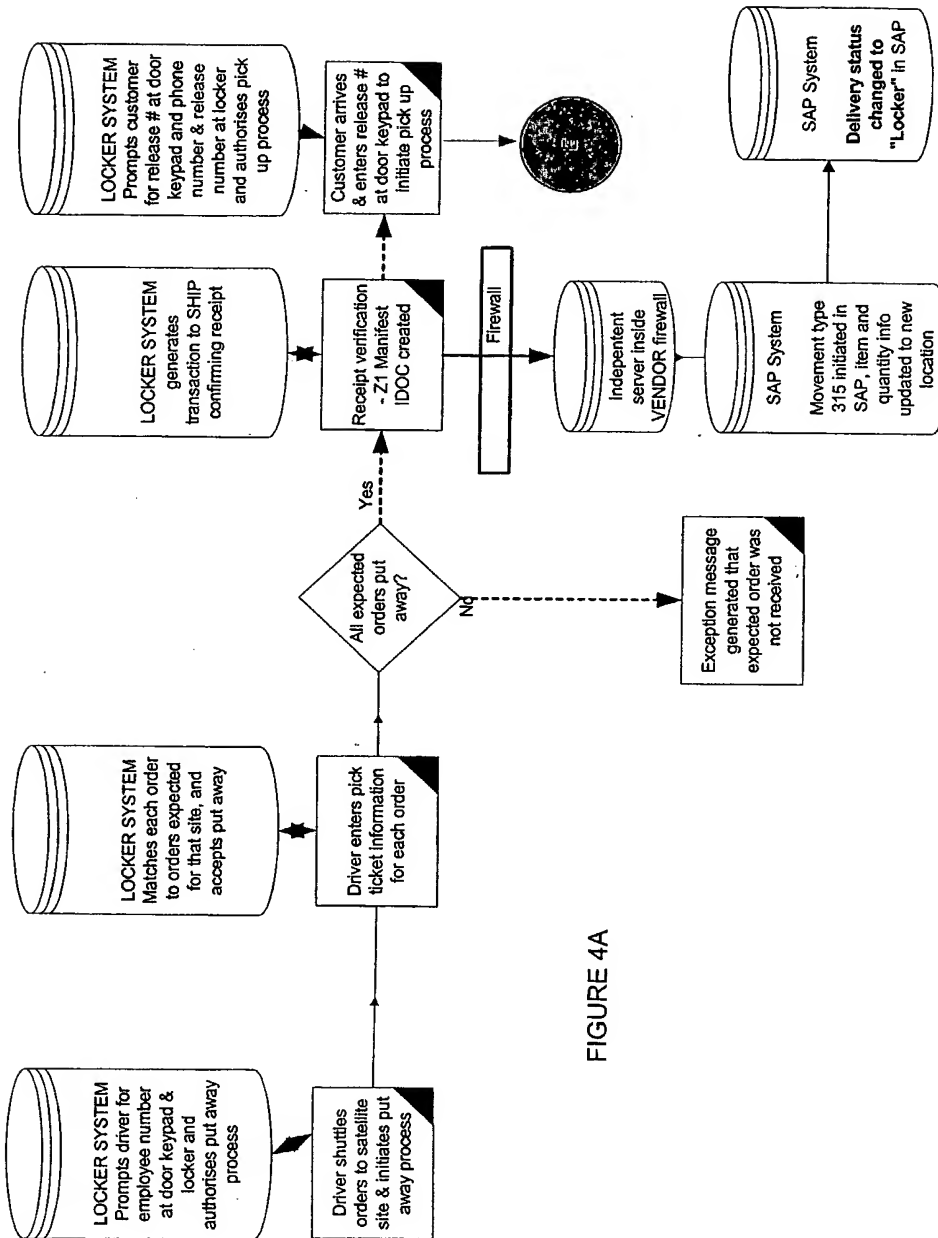 LOCKER SYSTEM
Prompts driver for
employee number
at door keypad &
locker and
authorises put away
process
Driver shuttles
orders to satellite
site & initiates put
away process
LOCKER SYSTEM
Matches each order
to orders expected
for that site, and
accepts put away
Driver enters pick
ticket information
for each order
All expected
orders put
away?
Yes
No
Exception message
generated that
expected order was
not received
LOCKER SYSTEM
generates
transaction to SHIP
confirming receipt
Receipt verification
- Z1 Manifest
IDOC created
Firewall
Indepentent
server inside
VENDOR firewall
SAP System
Movement type
315 initiated in
SAP, item and
quantity info
updated to new
location
SAP System
Delivery status
changed to
"Locker" in SAP
LOCKER SYSTEM
Prompts customer
for release # at door
keypad and phone
number & release
number at locker
and authorises pick
up process
Customer arrives
& enters release #
at door keypad to
initiate pick up
process
FIGURE 4A